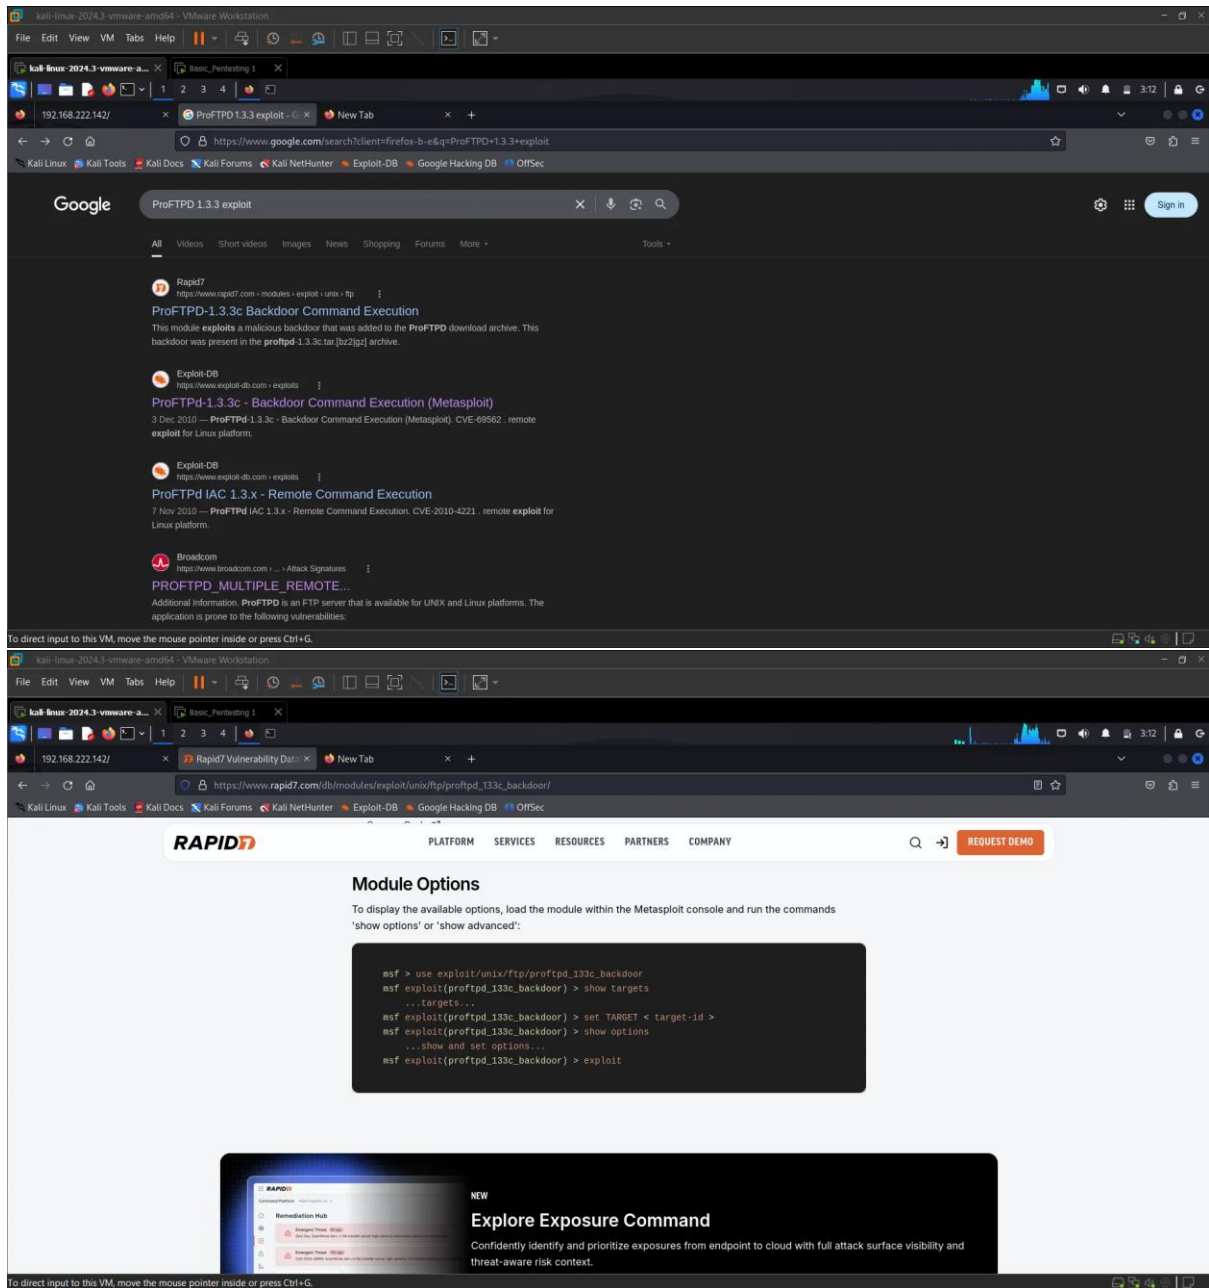 kali-linux-2024.3-vmware-amd64 - VMware Workstation
File Edit View VM Tabs Help
kali-linux-2024.3-vmware-a... Basic_Pentesting 1
1 2 3 4 3:12
192.168.222.142/ ProFTPD 1.3.3 exploit - G New Tab
https://www.google.com/search?client=firefox-b-e&q=ProFTPD+1.3.3+exploit
Kali Linux Kali Tools Kali Docs Kali Forums Kali NetHunter Exploit-DB Google Hacking DB OffSec
Google ProFTPD 1.3.3 exploit Sign in
All Videos Short videos Images News Shopping Forums More Tools
Rapid7
https://www.rapid7.com › modules › exploit › unix › ftp
ProFTPD-1.3.3c Backdoor Command Execution
This module exploits a malicious backdoor that was added to the ProFTPD download archive. This
backdoor was present in the proftpd-1.3.3c.tar.[bz2|gz] archive.
Exploit-DB
https://www.exploit-db.com › exploits
ProFTPd-1.3.3c - Backdoor Command Execution (Metasploit)
3 Dec 2010 — ProFTPd-1.3.3c - Backdoor Command Execution (Metasploit). CVE-69562 . remote
exploit for Linux platform.
Exploit-DB
https://www.exploit-db.com › exploits
ProFTPd IAC 1.3.x - Remote Command Execution
7 Nov 2010 — ProFTPd IAC 1.3.x - Remote Command Execution. CVE-2010-4221 . remote exploit for
Linux platform.
Broadcom
https://www.broadcom.com › ... › Attack Signatures
PROFTPD_MULTIPLE_REMOTE...
Additional Information. ProFTPD is an FTP server that is available for UNIX and Linux platforms. The
application is prone to the following vulnerabilities:
To direct input to this VM, move the mouse pointer inside or press Ctrl+G.
kali-linux-2024.3-vmware-amd64 - VMware Workstation
File Edit View VM Tabs Help
kali-linux-2024.3-vmware-a... Basic_Pentesting 1
1 2 3 4 3:12
192.168.222.142/ Rapid7 Vulnerability Data New Tab
https://www.rapid7.com/db/modules/exploit/unix/ftp/proftpd_133c_backdoor/
Kali Linux Kali Tools Kali Docs Kali Forums Kali NetHunter Exploit-DB Google Hacking DB OffSec
RAPID7 PLATFORM SERVICES RESOURCES PARTNERS COMPANY REQUEST DEMO
Module Options
To display the available options, load the module within the Metasploit console and run the commands
'show options' or 'show advanced':
msf > use exploit/unix/ftp/proftpd_133c_backdoor
msf exploit(proftpd_133c_backdoor) > show targets
...targets...
msf exploit(proftpd_133c_backdoor) > set TARGET < target-id >
msf exploit(proftpd_133c_backdoor) > show options
...show and set options...
msf exploit(proftpd_133c_backdoor) > exploit
RAPID7
Remediation Hub
NEW
Explore Exposure Command
Confidently identify and prioritize exposures from endpoint to cloud with full attack surface visibility and
threat-aware risk context.
To direct input to this VM, move the mouse pointer inside or press Ctrl+G.